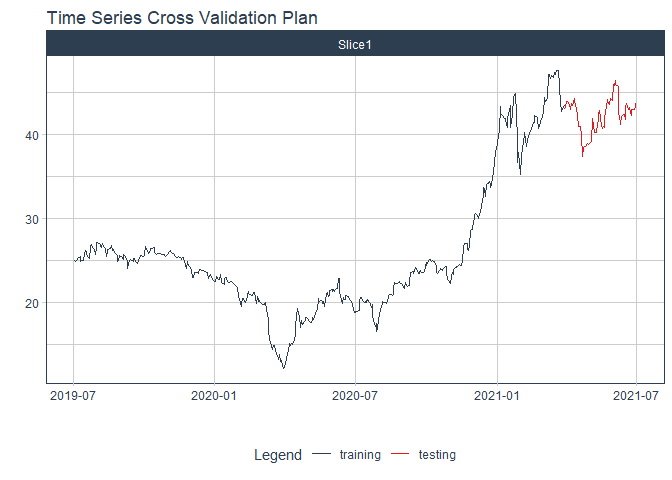 Time Series Cross Validation Plan
Slice1
40
30
20
2019-07 2020-01 2020-07 2021-01 2021-07
Legend training testing